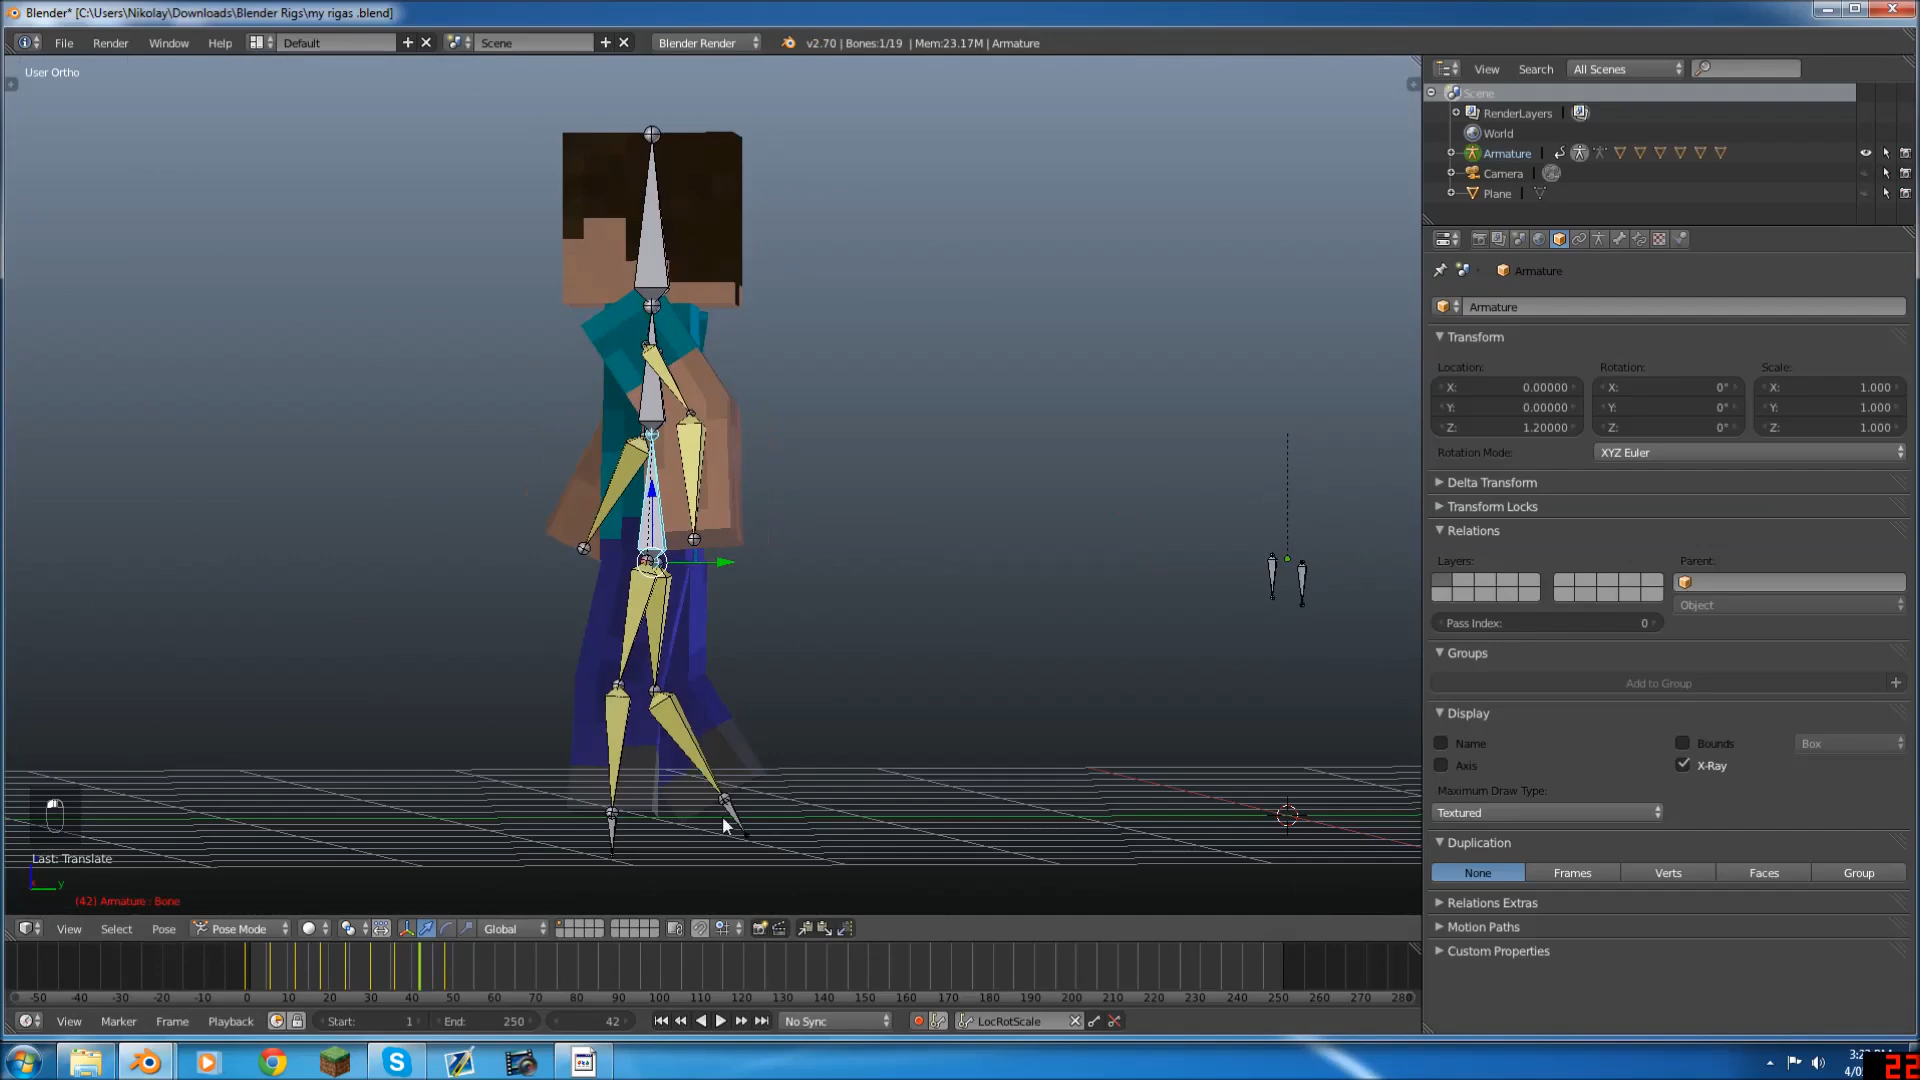 Blender* [C:\Users\Nikolay\Downloads\Blender Rigs\my rigas .blend]
File Render Window Help Default Scene Blender Render v2.70 | Bones:1/19 | Mem:23.17M | Armature
User Ortho
View Search All Scenes
Scene
RenderLayers
World
Armature
Camera
Plane
Armature
Armature
Transform
Location: Rotation: Scale:
X: 0.00000 X: 0° X: 1.000
Y: 0.00000 Y: 0° Y: 1.000
Z: 1.20000 Z: 0° Z: 1.000
Rotation Mode: XYZ Euler
Delta Transform
Transform Locks
Relations
Layers: Parent:
Object
Pass Index: 0
Groups
Add to Group
Display
Name Bounds Box
Axis X-Ray
Maximum Draw Type:
Textured
Duplication
None Frames Verts Faces Group
Relations Extras
Motion Paths
Custom Properties
Last: Translate
y
(42) Armature : Bone
View Select Pose Pose Mode Global
-50 -40 -30 -20 -10 0 10 20 30 40 50 60 70 80 90 100 110 120 130 140 150 160 170 180 190 200 210 220 230 240 250 260 270 280
View Marker Frame Playback Start: 1 End: 250 42 No Sync LocRotScale
22